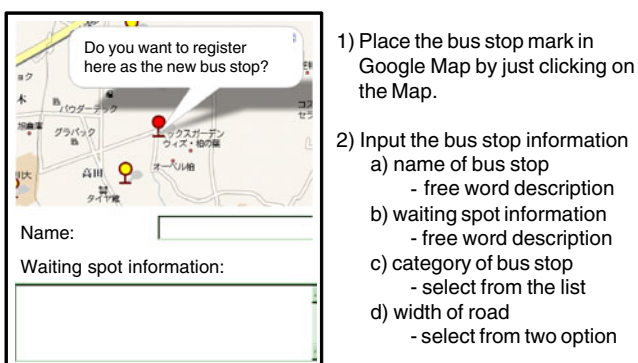 Do you want to register
here as the new bus stop?
パウダーテック
グラパック
ックスガーデン
ウィズ・柏の葉
高田
オーベル柏
タイヤ館
Name:
Waiting spot information:
1) Place the bus stop mark in
Google Map by just clicking on
the Map.
2) Input the bus stop information
a) name of bus stop
- free word description
b) waiting spot information
- free word description
c) category of bus stop
- select from the list
d) width of road
- select from two option